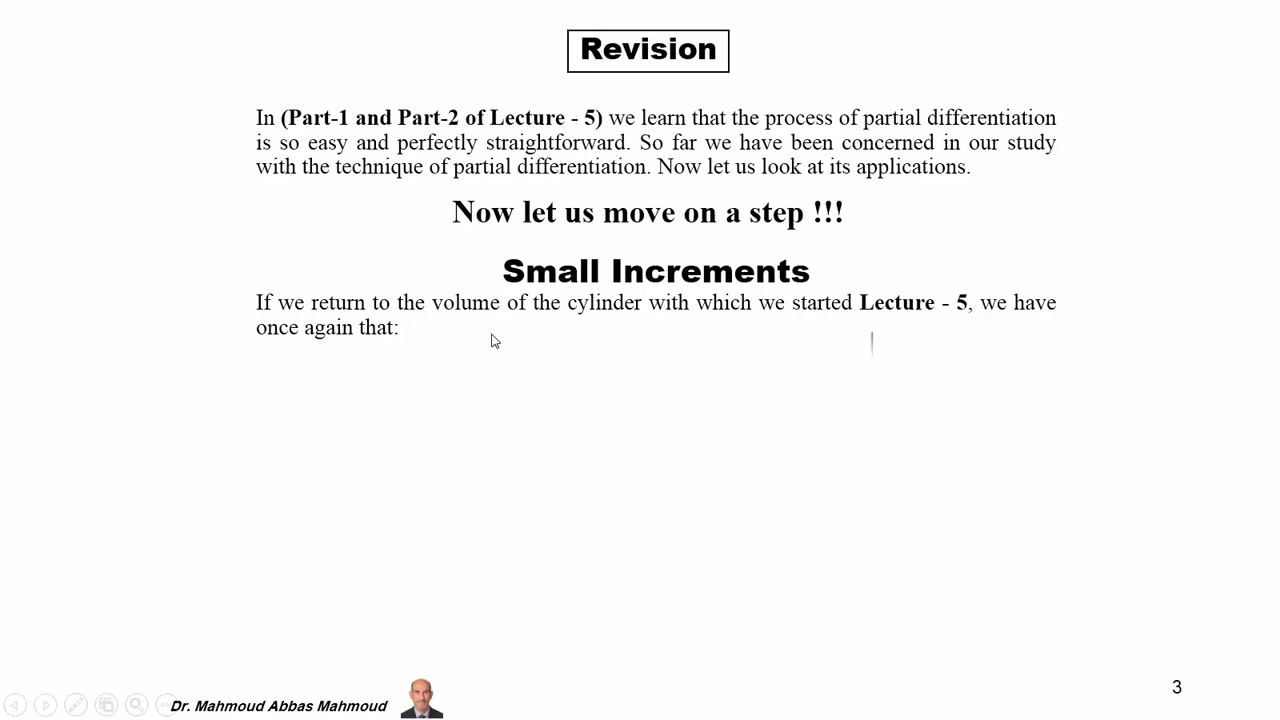 Revision
In (Part-1 and Part-2 of Lecture - 5) we learn that the process of partial differentiation
is so easy and perfectly straightforward. So far we have been concerned in our study
with the technique of partial differentiation. Now let us look at its applications.
Now let us move on a step !!!
Small Increments
If we return to the volume of the cylinder with which we started Lecture - 5, we have
once again that:
3
Dr. Mahmoud Abbas Mahmoud